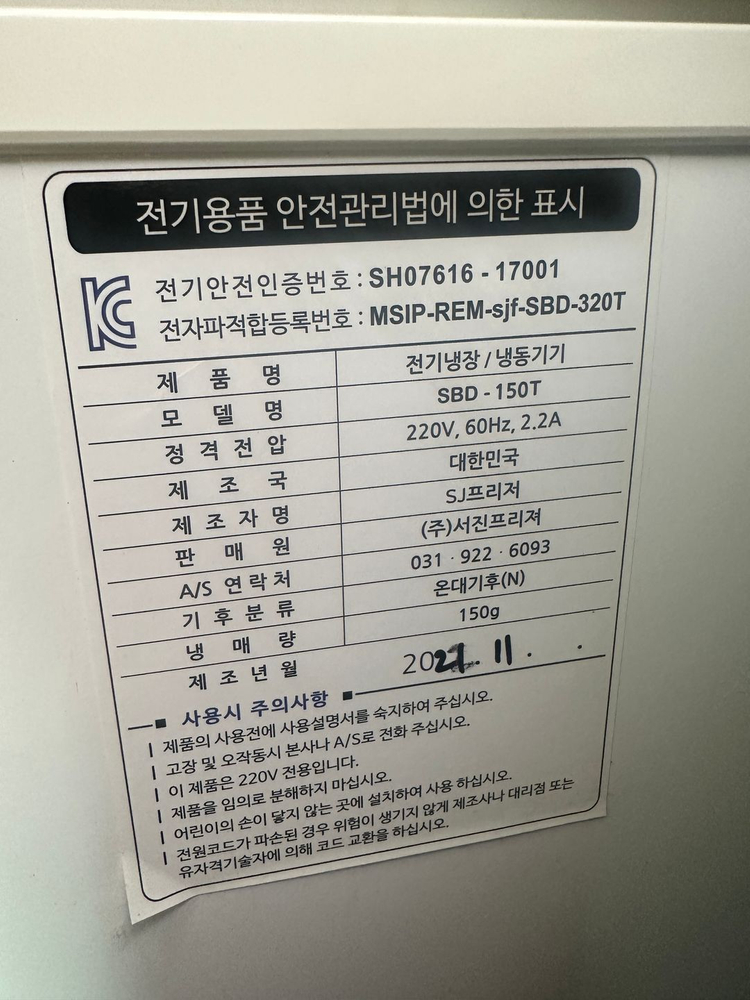 전기용품 안전관리법에 의한 표시
전기안전인증번호 : SH07616 - 17001
전자파적합등록번호 : MSIP-REM-sjf-SBD-320T
제 품 명 전기냉장 / 냉동기기
모 델 명 SBD - 150T
정 격 전 압 220V, 60Hz, 2.2A
제 조 국 대한민국
제 조 자 명 SJ프리저
판 매 원 (주)서진프리져
A/S 연락처 031 · 922 · 6093
기 후 분 류 온대기후(N)
냉 매 량 150g
제 조 년 월 2021. 11 .
■ 사용시 주의사항 ■
| 제품의 사용전에 사용설명서를 숙지하여 주십시오.
| 고장 및 오작동시 본사나 A/S로 전화 주십시오.
| 이 제품은 220V 전용입니다.
| 제품을 임의로 분해하지 마십시오.
| 어린이의 손이 닿지 않는 곳에 설치하여 사용 하십시오.
| 전원코드가 파손된 경우 위험이 생기지 않게 제조사나 대리점 또는
유자격기술자에 의해 코드 교환을 하십시오.